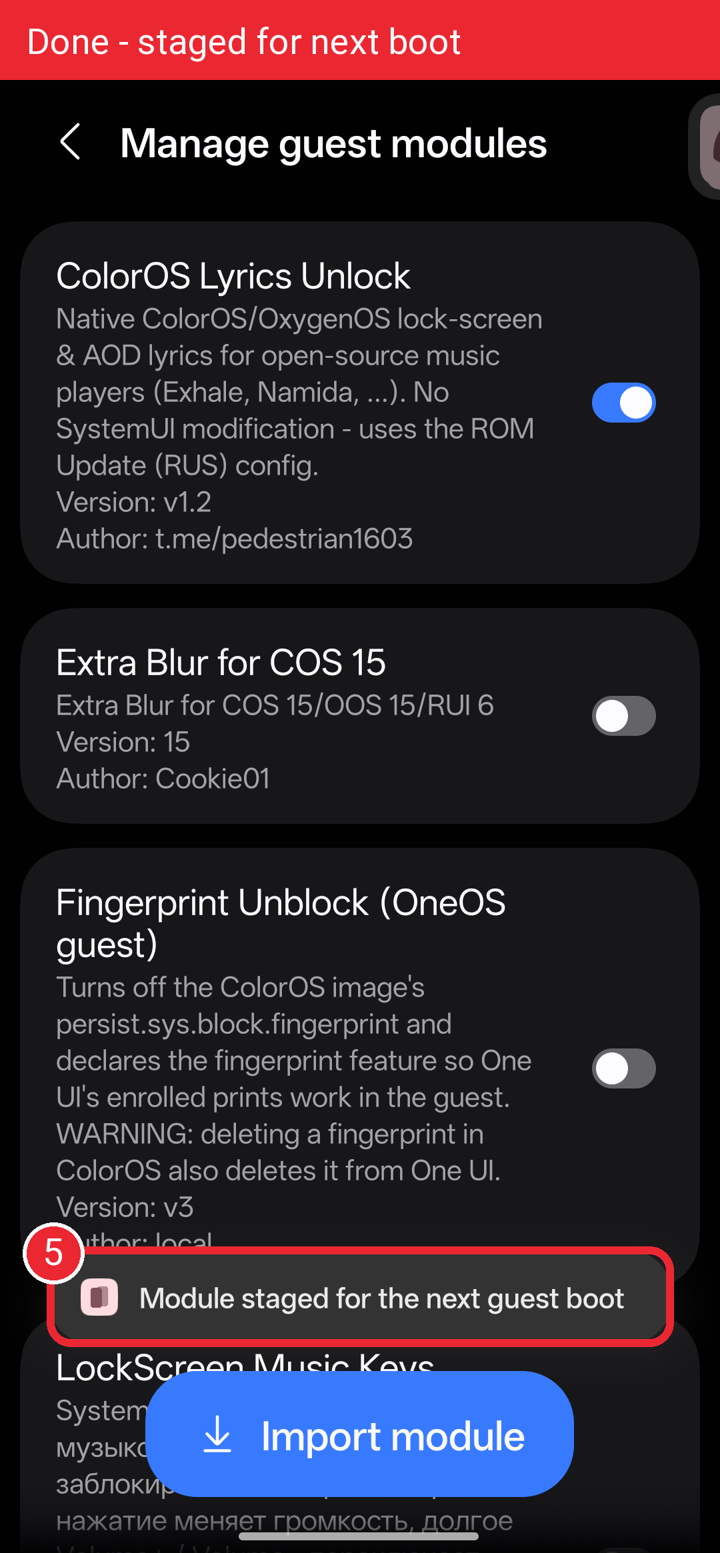 Done - staged for next boot
Manage guest modules
ColorOS Lyrics Unlock
Native ColorOS/OxygenOS lock-screen
& AOD lyrics for open-source music
players (Exhale, Namida, ...). No
SystemUI modification - uses the ROM
Update (RUS) config.
Version: v1.2
Author: t.me/pedestrian1603
Extra Blur for COS 15
Extra Blur for COS 15/OOS 15/RUI 6
Version: 15
Author: Cookie01
Fingerprint Unblock (OneOS
guest)
Turns off the ColorOS image's
persist.sys.block.fingerprint and
declares the fingerprint feature so One
UI's enrolled prints work in the guest.
WARNING: deleting a fingerprint in
ColorOS also deletes it from One UI.
Version: v3
Author: local
5
Module staged for the next guest boot
LockScreen Music Keys
System
Import module
нажатие меняет громкость, долгое